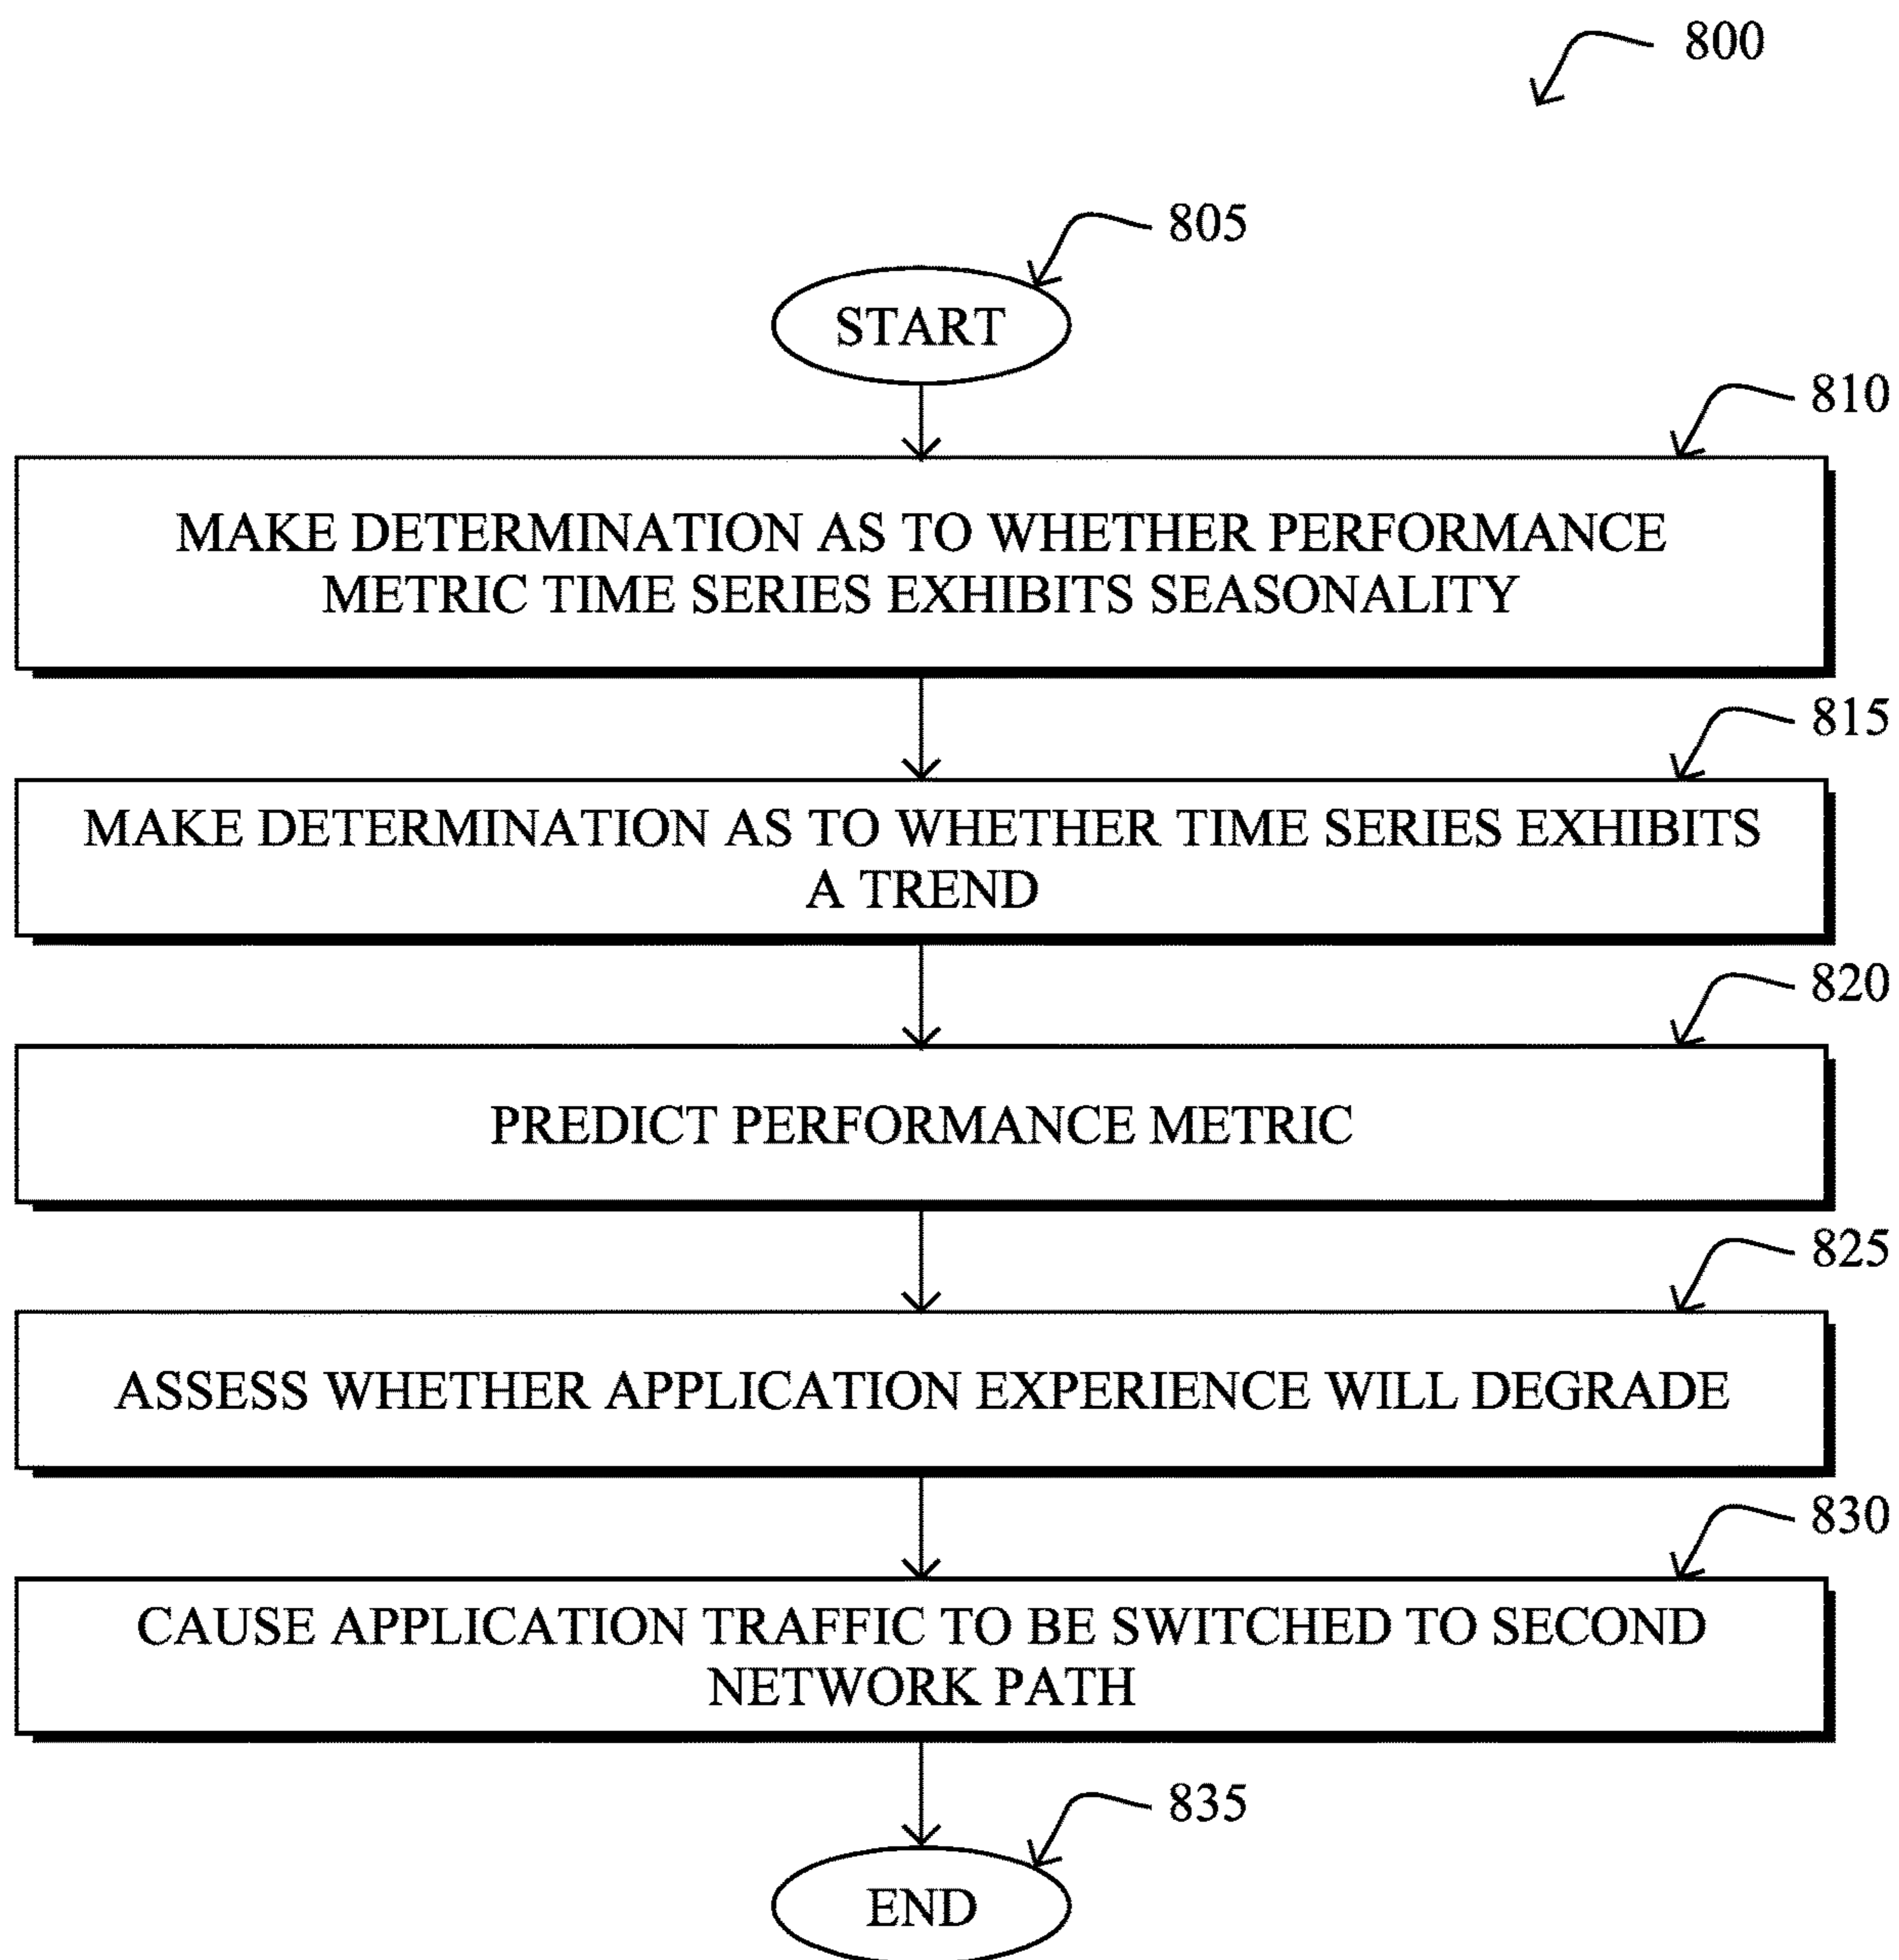 800
805
START
810
MAKE DETERMINATION AS TO WHETHER PERFORMANCE
METRIC TIME SERIES EXHIBITS SEASONALITY
815
MAKE DETERMINATION AS TO WHETHER TIME SERIES EXHIBITS
A TREND
820
PREDICT PERFORMANCE METRIC
825
ASSESS WHETHER APPLICATION EXPERIENCE WILL DEGRADE
830
CAUSE APPLICATION TRAFFIC TO BE SWITCHED TO SECOND
NETWORK PATH
835
END